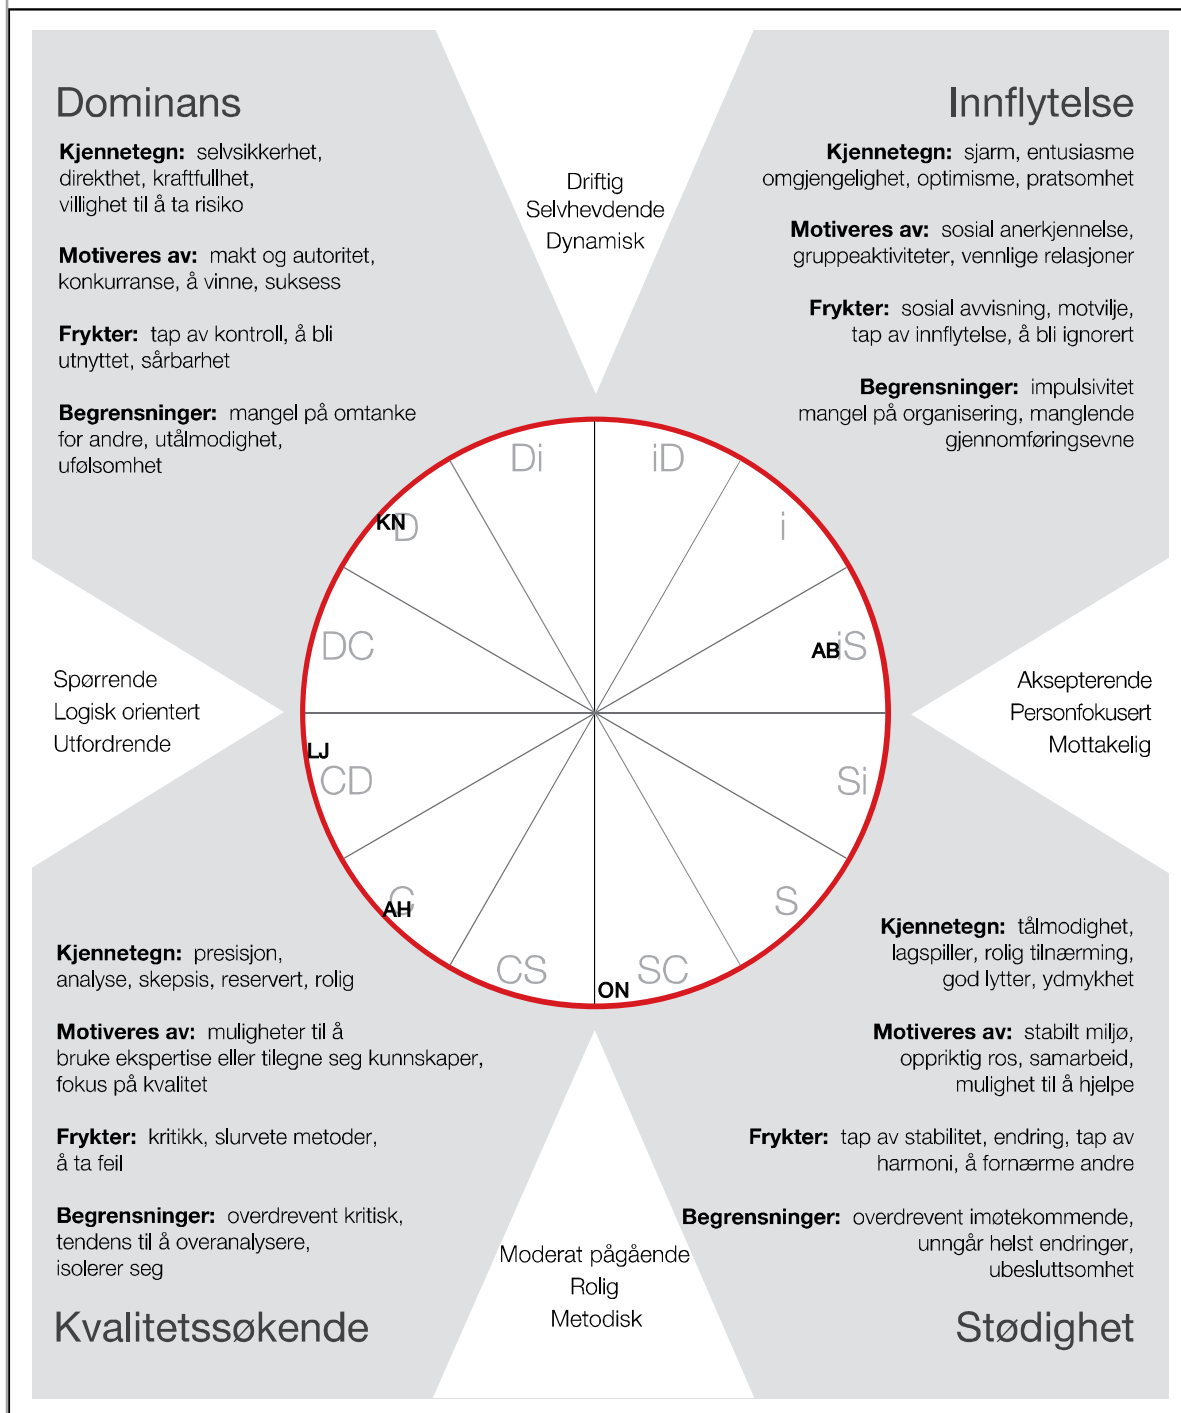 Dominans
Kjennetegn: selvsikkerhet,
direkthet, kraftfullhet,
villighet til å ta risiko
Motiveres av: makt og autoritet,
konkurranse, å vinne, suksess
Frykter: tap av kontroll, å bli
utnyttet, sårbarhet
Begrensninger: mangel på omtanke
for andre, utålmodighet,
ufølsomhet
Driftig
Selvhevdende
Dynamisk
Innflytelse
Kjennetegn: sjarm, entusiasme
omgjengelighet, optimisme, pratsomhet
Motiveres av: sosial anerkjennelse,
gruppeaktiviteter, vennlige relasjoner
Frykter: sosial avvisning, motvilje,
tap av innflytelse, å bli ignorert
Begrensninger: impulsivitet
mangel på organisering, manglende
gjennomføringsevne
Di
iD
KN
D
i
DC
AB
iS
Spørrende
Logisk orientert
Utfordrende
Aksepterende
Personfokusert
Mottakelig
LJ
CD
Si
C
AH
S
CS
SC
ON
Kjennetegn: presisjon,
analyse, skepsis, reservert, rolig
Motiveres av: muligheter til å
bruke ekspertise eller tilegne seg kunnskaper,
fokus på kvalitet
Frykter: kritikk, slurvete metoder,
å ta feil
Begrensninger: overdrevent kritisk,
tendens til å overanalysere,
isolerer seg
Kvalitetssøkende
Moderat pågående
Rolig
Metodisk
Kjennetegn: tålmodighet,
lagspiller, rolig tilnærming,
god lytter, ydmykhet
Motiveres av: stabilt miljø,
oppriktig ros, samarbeid,
mulighet til å hjelpe
Frykter: tap av stabilitet, endring, tap av
harmoni, å fornærme andre
Begrensninger: overdrevent imøtekommende,
unngår helst endringer,
ubesluttsomhet
Stødighet